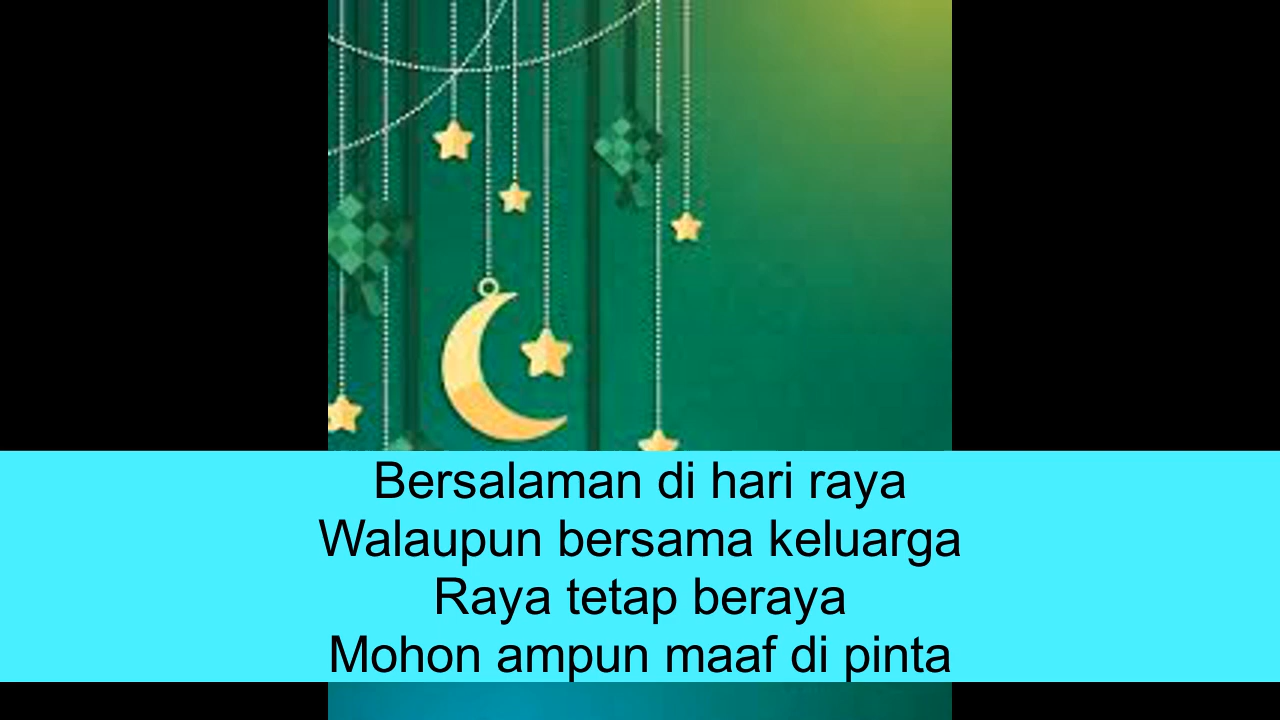 Bersalaman di hari raya
Walaupun bersama keluarga
Raya tetap beraya
Mohon ampun maaf di pinta